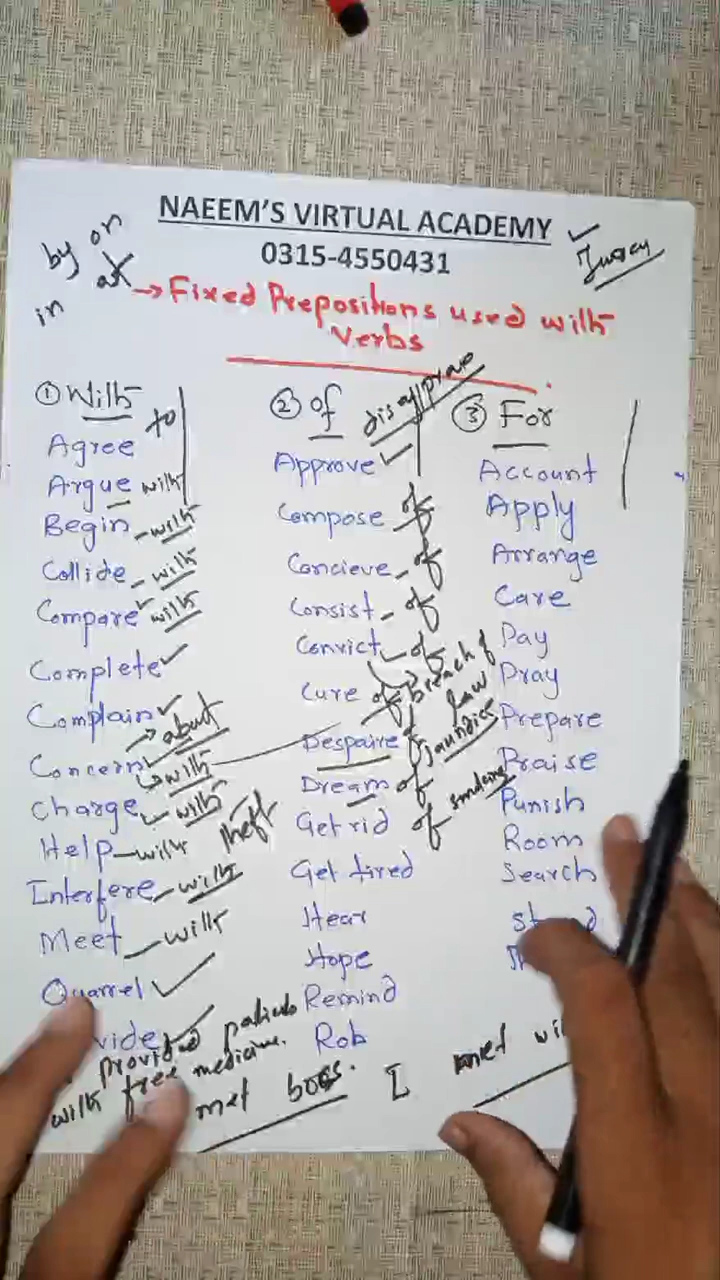 NAEEM'S VIRTUAL ACADEMY
0315-4550431
by on
in at
→ Fixed Prepositions used with
Verbs
① With
Agree to
Argue with
Begin - with
Collide - with
Compare with
Complete
Complain
→ about
Concern
↳ with
Charge - with theft
Help - with
Interfere - with
Meet - with
Quarrel
vide
provided patients
with free medicine.
met boss. I met wi
② Of
disapprove
Approve
Compose of
Concieve - of
Consist - of
Convict - of
breach of
law
Cure of
jaundice
Despaire of
Dream of
Get rid of smoking
Get tired
Hear
Hope
Remind
Rob
③ For
Account
Apply
Arrange
Care
Pay
Pray
Prepare
Praise
Punish
Room
Search